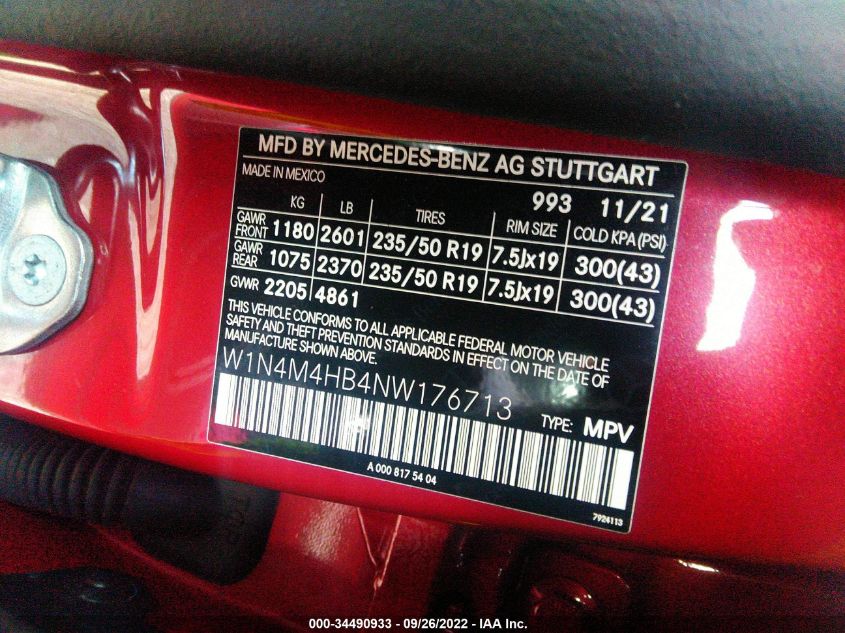 MFD BY MERCEDES-BENZ AG STUTTGART
MADE IN MEXICO 993 11/21
KG LB TIRES RIM SIZE COLD KPA (PSI)
GAWR FRONT 1180 2601 235/50 R19 7.5Jx19 300(43)
GAWR REAR 1075 2370 235/50 R19 7.5Jx19 300(43)
GVWR 2205 4861
THIS VEHICLE CONFORMS TO ALL APPLICABLE FEDERAL MOTOR VEHICLE
SAFETY AND THEFT PREVENTION STANDARDS IN EFFECT ON THE DATE OF
MANUFACTURE SHOWN ABOVE.
W1N4M4HB4NW176713
TYPE: MPV
A 000 817 54 04
7924113
000-34490933 - 09/26/2022 - IAA Inc.